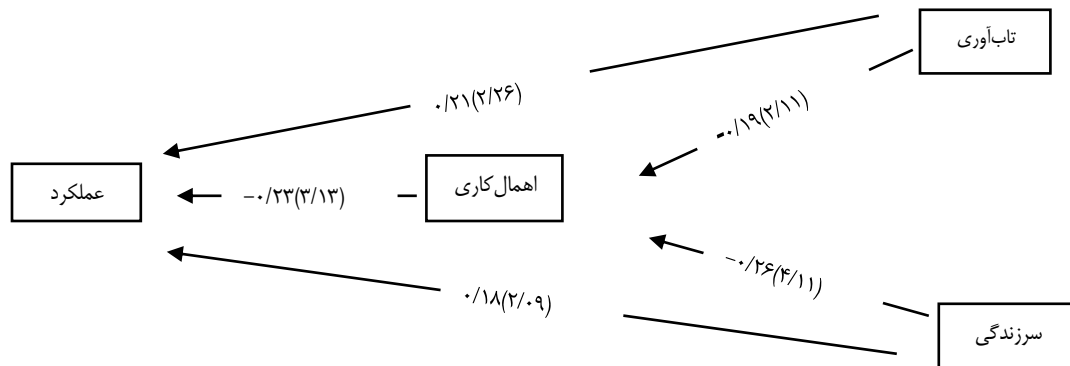 تاب‌آوری
۰/۲۱(۲/۲۶)
-۰/۱۹(۲/۱۱)
اهمال‌کاری
-۰/۲۳(۳/۱۳)
عملکرد
-۰/۲۶(۴/۱۱)
۰/۱۸(۲/۰۹)
سرزندگی